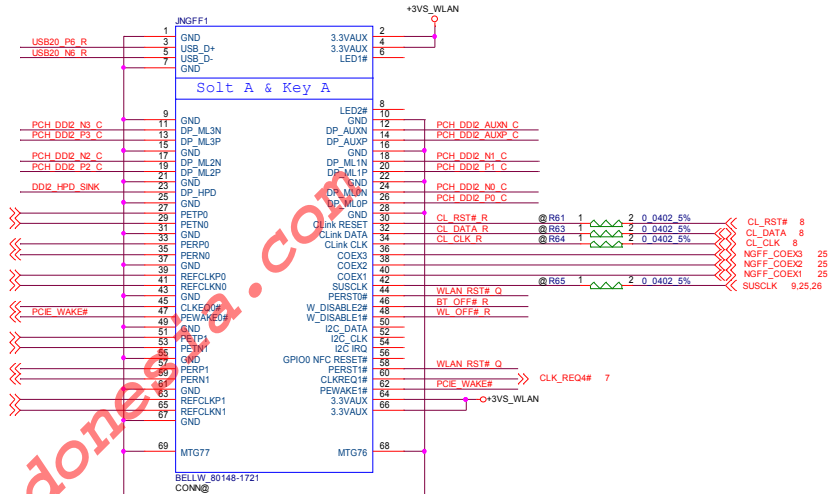 +3VS_WLAN
JNGFF1
1 GND 3.3VAUX 2
USB20_P6_R 3 USB_D+ 3.3VAUX 4
USB20_N6_R 5 USB_D- LED1# 6
7 GND
Solt A & Key A
LED2# 8
9 GND GND 10
PCH_DDI2_N3_C 11 DP_ML3N DP_AUXN 12 PCH_DDI2_AUXN_C
PCH_DDI2_P3_C 13 DP_ML3P DP_AUXP 14 PCH_DDI2_AUXP_C
15 GND GND 16
PCH_DDI2_N2_C 17 DP_ML2N DP_ML1N 18 PCH_DDI2_N1_C
PCH_DDI2_P2_C 19 DP_ML2P DP_ML1P 20 PCH_DDI2_P1_C
21 GND GND 22
DDI2_HPD_SINK 23 DP_HPD DP_ML0N 24 PCH_DDI2_N0_C
25 GND DP_ML0P 26 PCH_DDI2_P0_C
27 PETP0 GND 28
29 PETN0 CLink RESET 30 CL_RST#_R @R61 1 2 0_0402_5% CL_RST# 8
31 GND CLink DATA 32 CL_DATA_R @R63 1 2 0_0402_5% CL_DATA 8
33 PERP0 CLink CLK 34 CL_CLK_R @R64 1 2 0_0402_5% CL_CLK 8
35 PERN0 COEX3 36 NGFF_COEX3 25
37 GND COEX2 38 NGFF_COEX2 25
39 REFCLKP0 COEX1 40 NGFF_COEX1 25
41 REFCLKN0 SUSCLK 42 @R65 1 2 0_0402_5% SUSCLK 9,25,26
43 GND PERST0# 44 WLAN_RST#_Q
45 CLKEQ0# W_DISABLE2# 46 BT_OFF#_R
PCIE_WAKE# 47 PEWAKE0# W_DISABLE1# 48 WL_OFF#_R
49 GND I2C_DATA 50
51 PETP1 I2C_CLK 52
53 PETN1 I2C_IRQ 54
55 GND GPIO0_NFC_RESET# 56
57 PERP1 PERST1# 58 WLAN_RST#_Q
59 PERN1 CLKREQ1# 60 CLK_REQ4# 7
61 GND PEWAKE1# 62 PCIE_WAKE#
63 REFCLKP1 3.3VAUX 64 +3VS_WLAN
65 REFCLKN1 3.3VAUX 66
67 GND
69 MTG77 MTG76 68
BELLW_80148-1721
CONN@
donesia.com